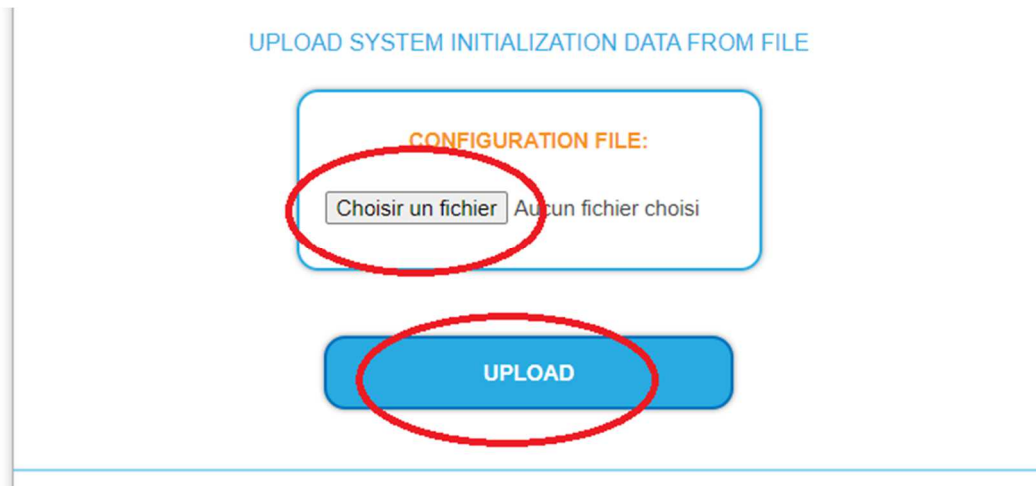 UPLOAD SYSTEM INITIALIZATION DATA FROM FILE
CONFIGURATION FILE:
Choisir un fichier Aucun fichier choisi
UPLOAD